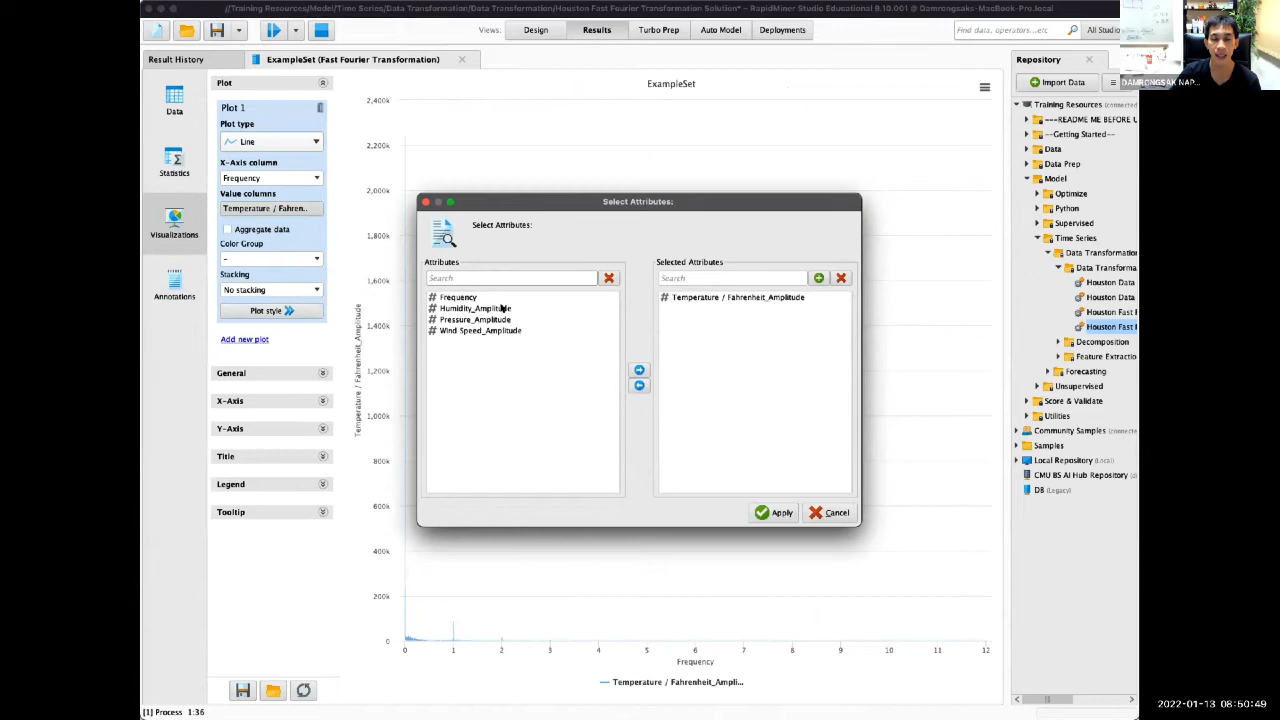 //Training Resources/Model/Time Series/Data Transformation/Data Transformation/Houston Fast Fourier Transformation Solution* – RapidMiner Studio Educational 9.10.001 @ Damrongsaks-MacBook-Pro.local
Views:
Design
Results
Turbo Prep
Auto Model
Deployments
Find data, operators...etc
All Studio
DAMRONGSAK NAP...
Result History
ExampleSet (Fast Fourier Transformation)
Repository
Data
Statistics
Visualizations
Annotations
Plot
Plot 1
Plot type
Line
X-Axis column
Frequency
Value columns
Temperature / Fahren..
Aggregate data
Color Group
-
Stacking
No stacking
Plot style
Add new plot
General
X-Axis
Y-Axis
Title
Legend
Tooltip
ExampleSet
2,400k
2,200k
2,000k
1,800k
1,600k
1,400k
1,200k
1,000k
800k
600k
400k
200k
0
Temperature / Fahrenheit_Amplitude
0 1 2 3 4 5 6 7 8 9 10 11 12
Frequency
Temperature / Fahrenheit_Ampli...
Select Attributes:
Select Attributes:
Attributes
Search
Frequency
Humidity_Amplitude
Pressure_Amplitude
Wind Speed_Amplitude
Selected Attributes
Search
Temperature / Fahrenheit_Amplitude
Apply
Cancel
Import Data
Training Resources (connected
---README ME BEFORE U
--Getting Started--
Data
Data Prep
Model
Optimize
Python
Supervised
Time Series
Data Transformation
Data Transforma
Houston Data
Houston Data
Houston Fast F
Houston Fast F
Decomposition
Feature Extractio
Forecasting
Unsupervised
Score & Validate
Utilities
Community Samples (connecte
Samples
Local Repository (Local)
CMU BS AI Hub Repository (d
DB (Legacy)
[1] Process 1:36
2022-01-13 08:50:49